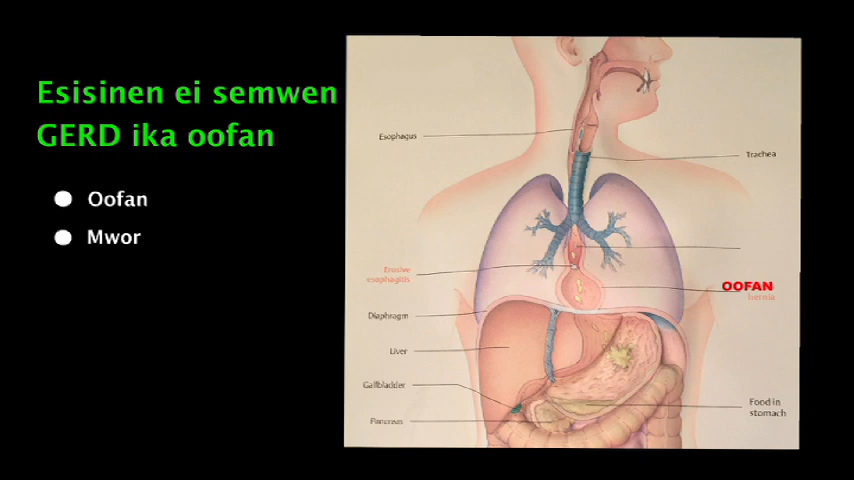 Esisinen ei semwen
GERD ika oofan
Oofan
Mwor
Esophagus
Trachea
Erosive
esophagitis
OOFAN
hernia
Diaphragm
Liver
Gallbladder
Food in
stomach
Pancreas